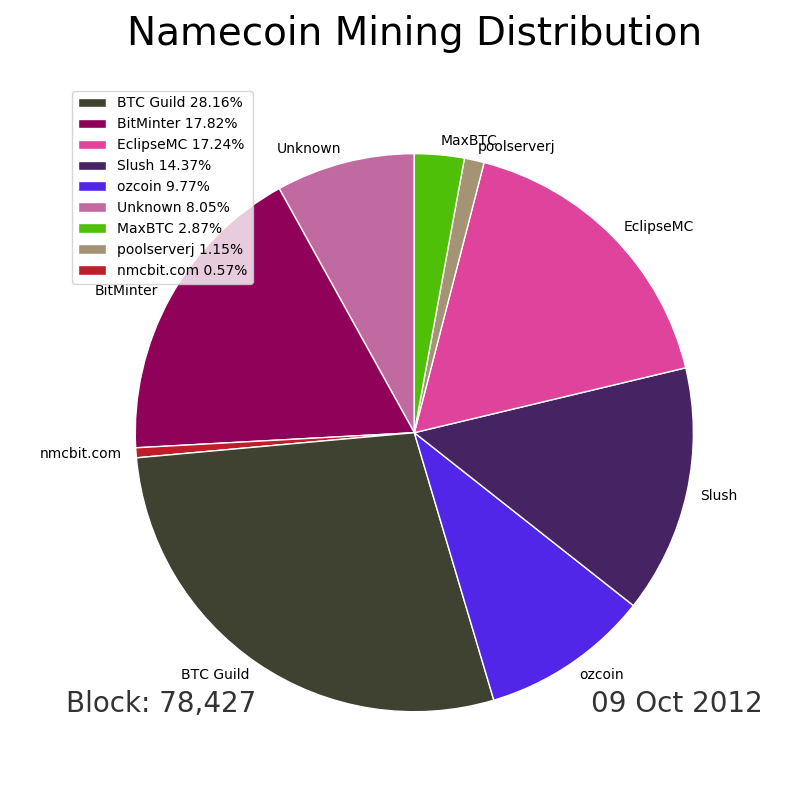 Namecoin Mining Distribution
BTC Guild 28.16%
BitMinter 17.82%
EclipseMC 17.24%
Slush 14.37%
ozcoin 9.77%
Unknown 8.05%
MaxBTC 2.87%
poolserverj 1.15%
nmcbit.com 0.57%
MaxBTC
poolserverj
Unknown
EclipseMC
BitMinter
nmcbit.com
Slush
BTC Guild
ozcoin
Block: 78,427
09 Oct 2012